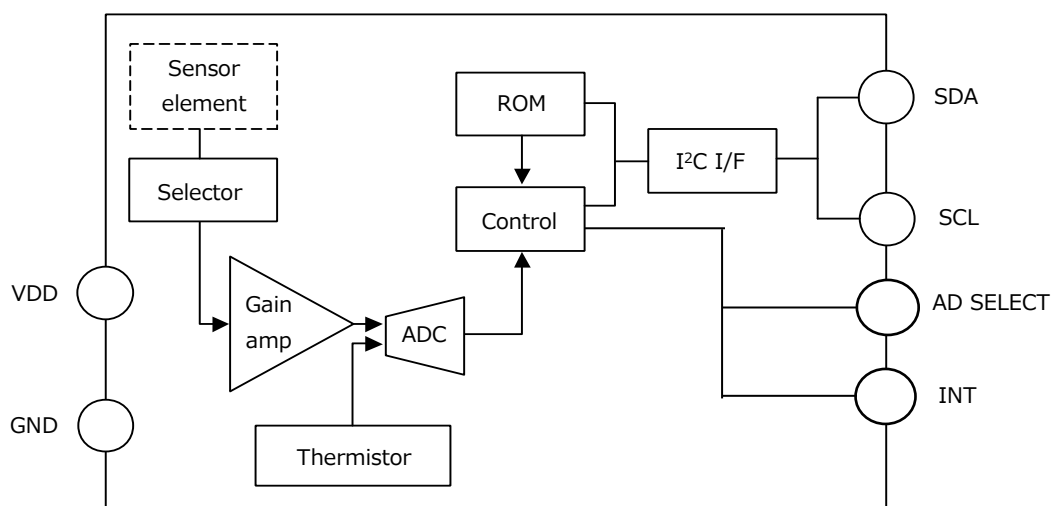 Sensor
element
ROM
SDA
I²C I/F
Selector
Control
SCL
VDD
Gain
amp
ADC
AD SELECT
INT
GND
Thermistor